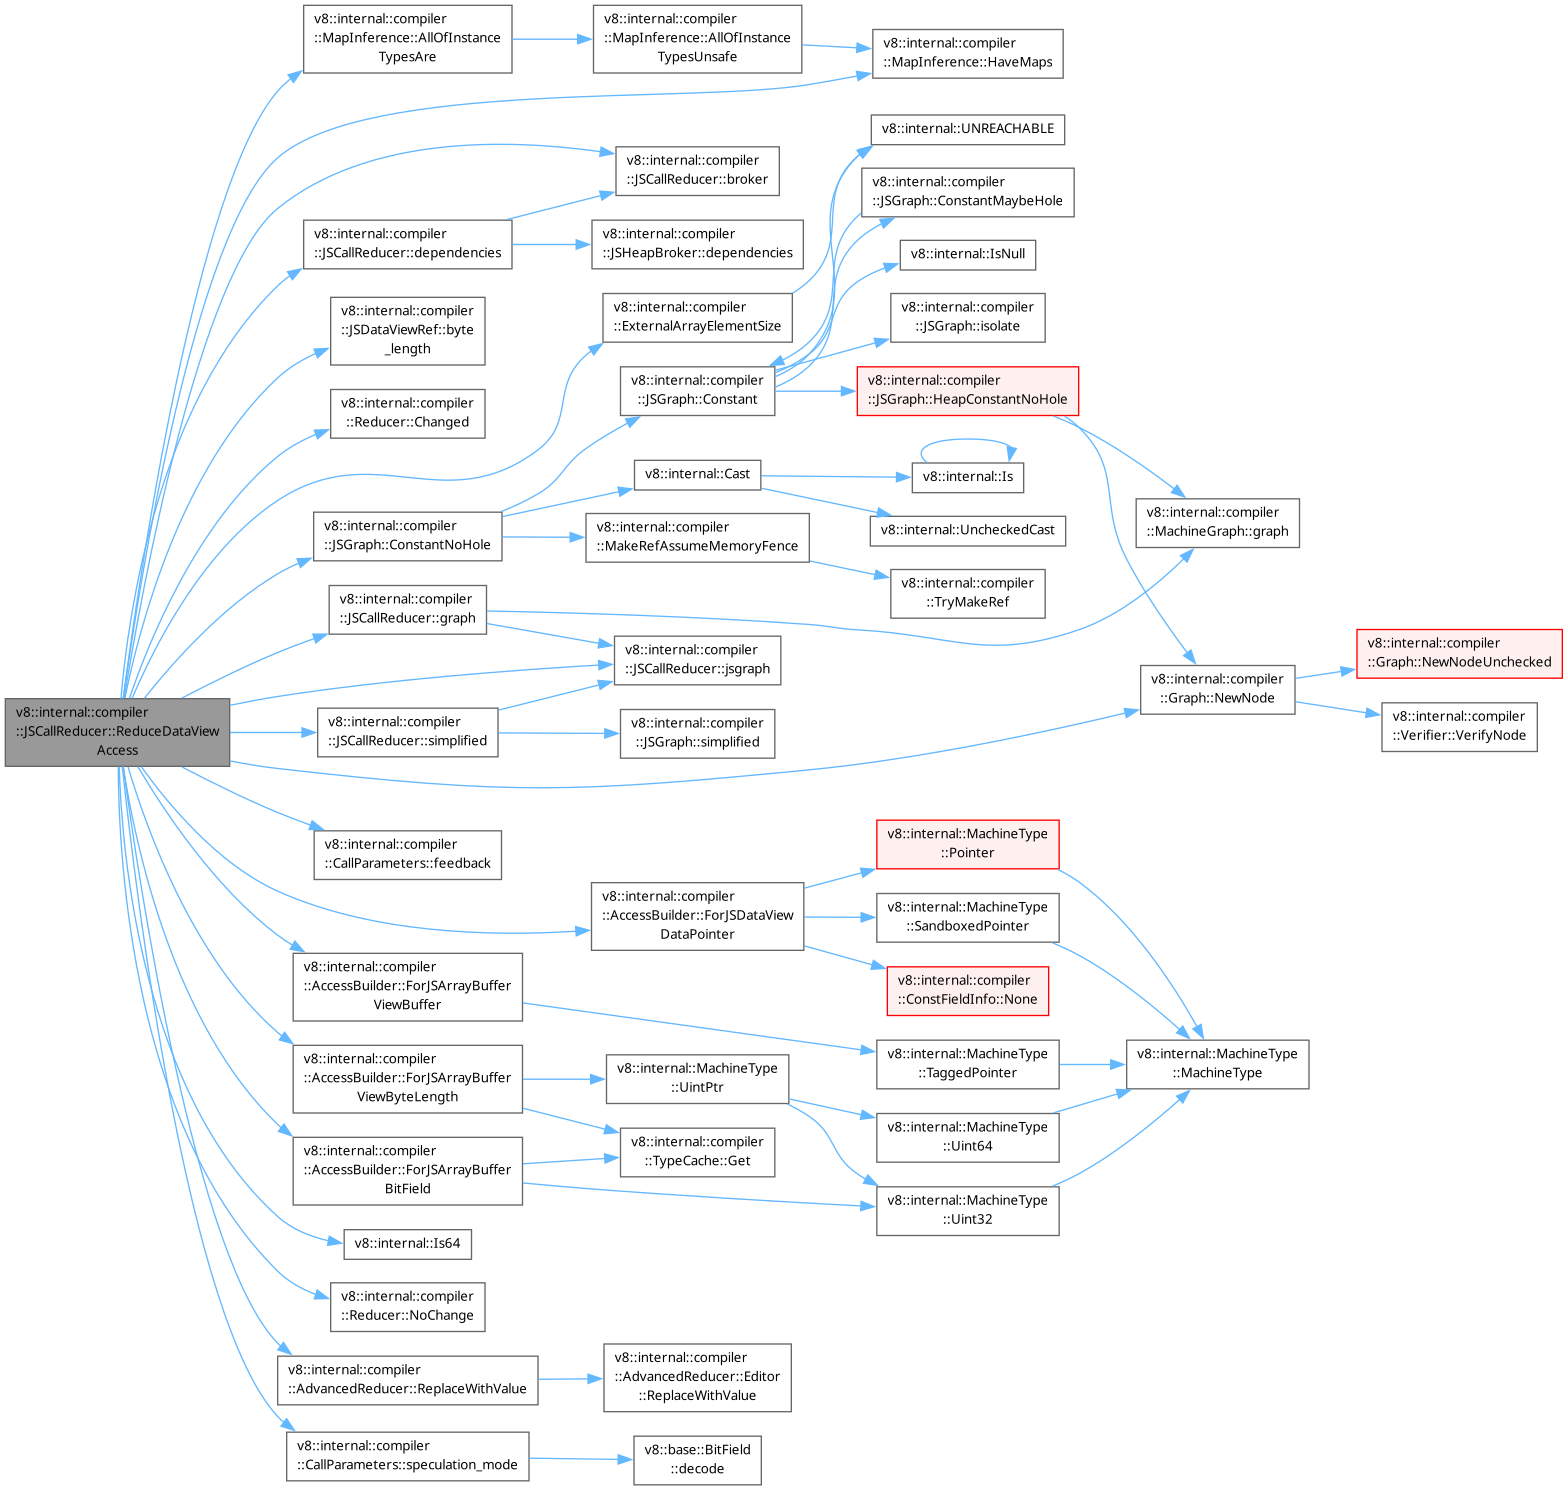 v8::internal::compiler
::MapInference::AllOfInstance
TypesAre
v8::internal::compiler
::MapInference::AllOfInstance
TypesUnsafe
v8::internal::compiler
::MapInference::HaveMaps
v8::internal::UNREACHABLE
v8::internal::compiler
::JSCallReducer::broker
v8::internal::compiler
::JSGraph::ConstantMaybeHole
v8::internal::compiler
::JSCallReducer::dependencies
v8::internal::compiler
::JSHeapBroker::dependencies
v8::internal::IsNull
v8::internal::compiler
::JSDataViewRef::byte
_length
v8::internal::compiler
::ExternalArrayElementSize
v8::internal::compiler
::JSGraph::isolate
v8::internal::compiler
::Reducer::Changed
v8::internal::compiler
::JSGraph::Constant
v8::internal::compiler
::JSGraph::HeapConstantNoHole
v8::internal::Cast
v8::internal::Is
v8::internal::compiler
::JSGraph::ConstantNoHole
v8::internal::compiler
::MakeRefAssumeMemoryFence
v8::internal::UncheckedCast
v8::internal::compiler
::MachineGraph::graph
v8::internal::compiler
::TryMakeRef
v8::internal::compiler
::JSCallReducer::graph
v8::internal::compiler
::JSCallReducer::jsgraph
v8::internal::compiler
::Graph::NewNodeUnchecked
v8::internal::compiler
::Graph::NewNode
v8::internal::compiler
::JSCallReducer::ReduceDataView
Access
v8::internal::compiler
::JSCallReducer::simplified
v8::internal::compiler
::JSGraph::simplified
v8::internal::compiler
::Verifier::VerifyNode
v8::internal::compiler
::CallParameters::feedback
v8::internal::MachineType
::Pointer
v8::internal::compiler
::AccessBuilder::ForJSDataView
DataPointer
v8::internal::MachineType
::SandboxedPointer
v8::internal::compiler
::ConstFieldInfo::None
v8::internal::compiler
::AccessBuilder::ForJSArrayBuffer
ViewBuffer
v8::internal::MachineType
::TaggedPointer
v8::internal::MachineType
::MachineType
v8::internal::compiler
::AccessBuilder::ForJSArrayBuffer
ViewByteLength
v8::internal::MachineType
::UintPtr
v8::internal::MachineType
::Uint64
v8::internal::compiler
::TypeCache::Get
v8::internal::compiler
::AccessBuilder::ForJSArrayBuffer
BitField
v8::internal::MachineType
::Uint32
v8::internal::Is64
v8::internal::compiler
::Reducer::NoChange
v8::internal::compiler
::AdvancedReducer::ReplaceWithValue
v8::internal::compiler
::AdvancedReducer::Editor
::ReplaceWithValue
v8::internal::compiler
::CallParameters::speculation_mode
v8::base::BitField
::decode